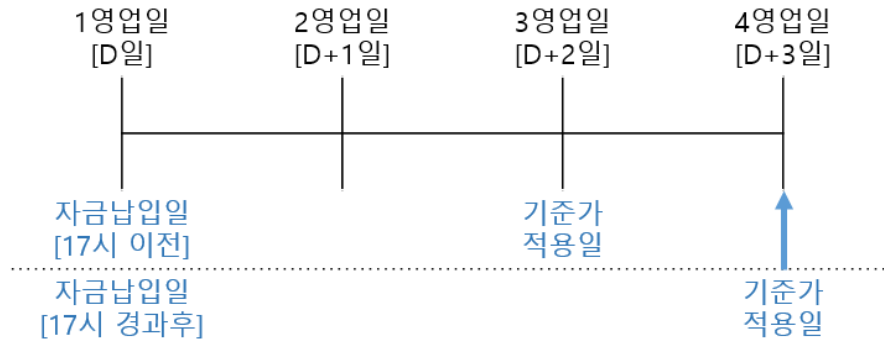 1영업일 2영업일 3영업일 4영업일
[D일] [D+1일] [D+2일] [D+3일]
자금납입일 기준가
[17시 이전] 적용일
자금납입일 기준가
[17시 경과후] 적용일